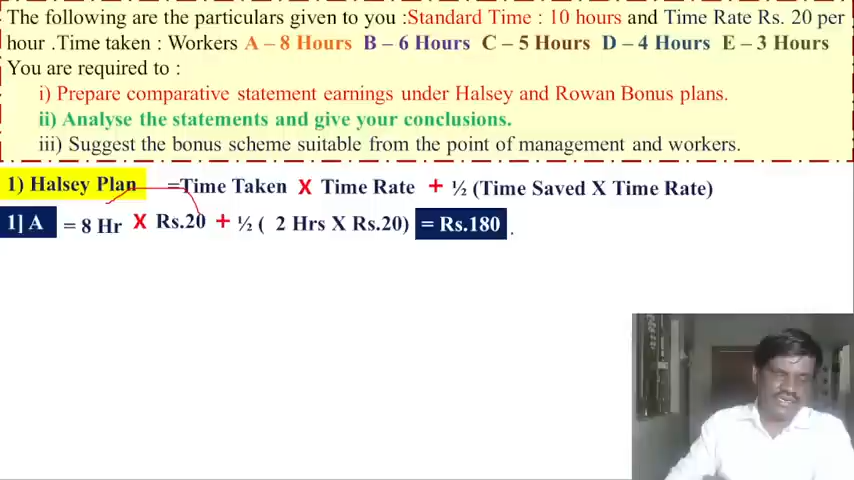 The following are the particulars given to you :Standard Time : 10 hours and Time Rate Rs. 20 per
hour .Time taken : Workers A – 8 Hours B – 6 Hours C – 5 Hours D – 4 Hours E – 3 Hours
You are required to :
i) Prepare comparative statement earnings under Halsey and Rowan Bonus plans.
ii) Analyse the statements and give your conclusions.
iii) Suggest the bonus scheme suitable from the point of management and workers.
1) Halsey Plan =Time Taken X Time Rate + ½ (Time Saved X Time Rate)
1] A = 8 Hr X Rs.20 + ½ ( 2 Hrs X Rs.20) = Rs.180 .